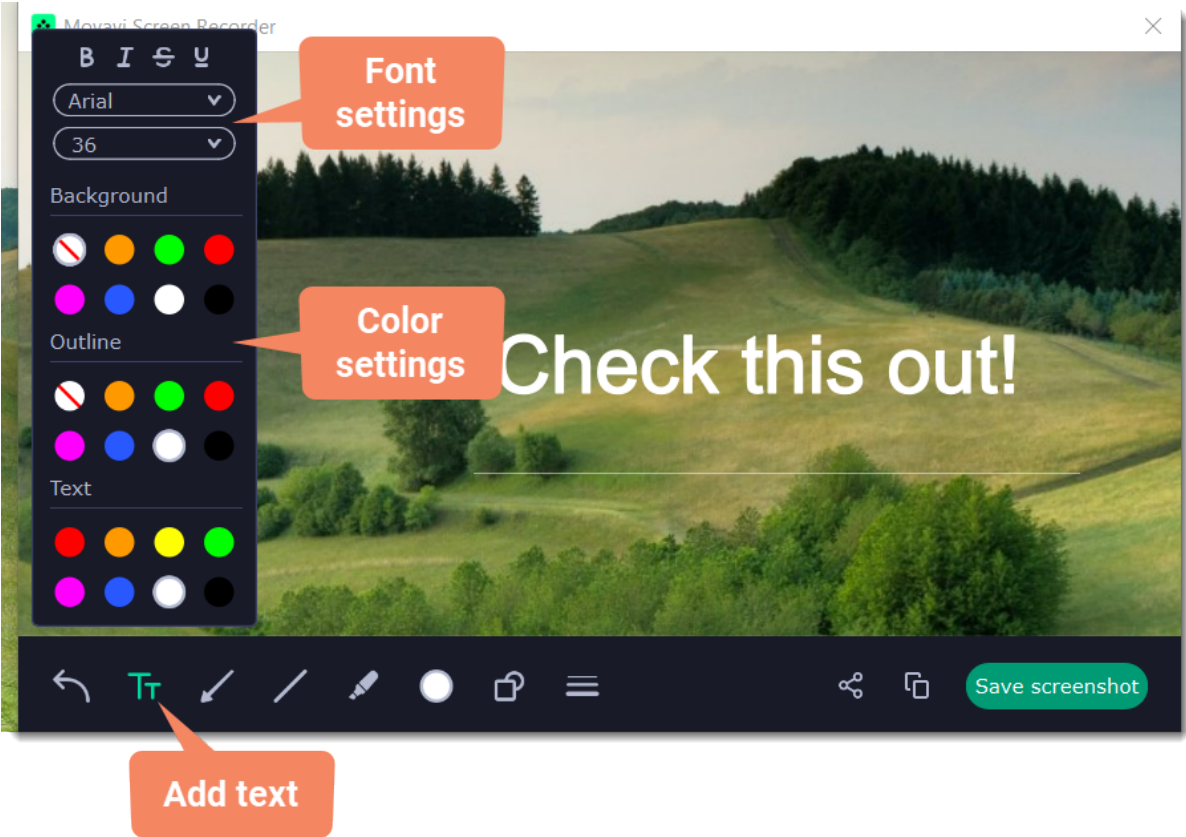 Movavi Screen Recorder
B I S U
Arial
36
Font
settings
Background
Color
settings
Outline
Check this out!
Text
TT
Save screenshot
Add text